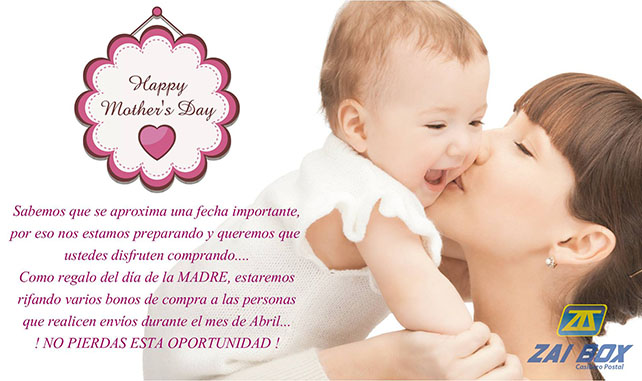 Happy
Mother's Day
Sabemos que se aproxima una fecha importante,
por eso nos estamos preparando y queremos que
ustedes disfruten comprando....
Como regalo del día de la MADRE, estaremos
rifando varios bonos de compra a las personas
que realicen envíos durante el mes de Abril...
! NO PIERDAS ESTA OPORTUNIDAD !
ZAI BOX
Casillero Postal